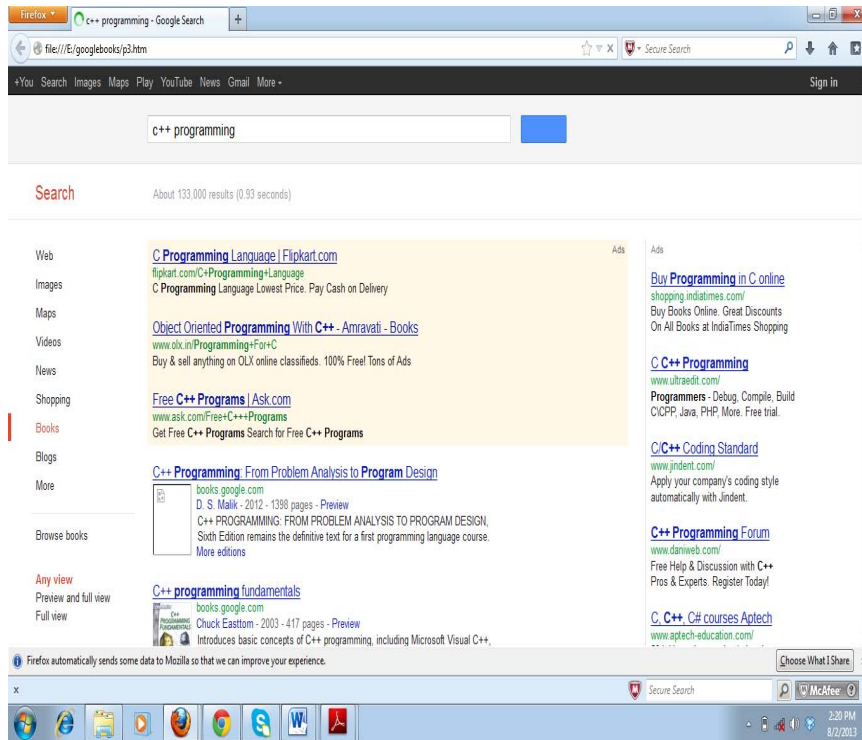 Firefox
c++ programming - Google Search
file:///E:/googlebooks/p3.htm
Secure Search
+You Search Images Maps Play YouTube News Gmail More
Sign in
c++ programming
Search
About 133,000 results (0.93 seconds)
Web
Images
Maps
Videos
News
Shopping
Books
Blogs
More
Browse books
Any view
Preview and full view
Full view
Ads
C Programming Language | Flipkart.com
flipkart.com/C+Programming+Language
C Programming Language Lowest Price. Pay Cash on Delivery
Object Oriented Programming With C++ - Amravati - Books
www.olx.in/Programming+For+C
Buy & sell anything on OLX online classifieds. 100% Free! Tons of Ads
Free C++ Programs | Ask.com
www.ask.com/Free+C+++Programs
Get Free C++ Programs Search for Free C++ Programs
C++ Programming: From Problem Analysis to Program Design
books.google.com
D. S. Malik - 2012 - 1398 pages - Preview
C++ PROGRAMMING: FROM PROBLEM ANALYSIS TO PROGRAM DESIGN,
Sixth Edition remains the definitive text for a first programming language course.
More editions
C++ programming fundamentals
books.google.com
Chuck Easttom - 2003 - 417 pages - Preview
Introduces basic concepts of C++ programming, including Microsoft Visual C++,
Ads
Buy Programming in C online
shopping.indiatimes.com/
Buy Books Online. Great Discounts
On All Books at IndiaTimes Shopping
C C++ Programming
www.ultraedit.com/
Programmers - Debug, Compile, Build
C\CPP, Java, PHP, More. Free trial.
C/C++ Coding Standard
www.jindent.com/
Apply your company's coding style
automatically with Jindent.
C++ Programming Forum
www.daniweb.com/
Free Help & Discussion with C++
Pros & Experts. Register Today!
C, C++, C# courses Aptech
www.aptech-education.com/
Firefox automatically sends some data to Mozilla so that we can improve your experience.
Choose What I Share
x
Secure Search
McAfee
2:20 PM
8/2/2013